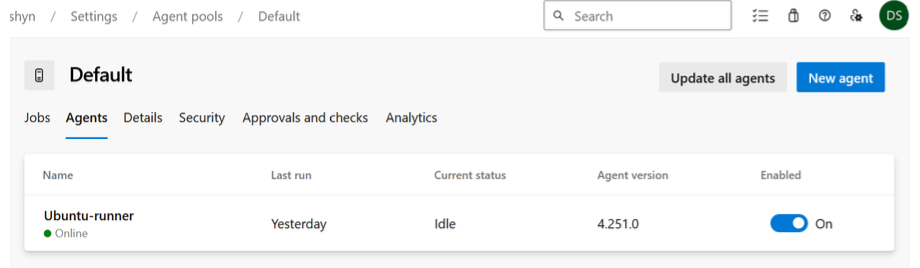 shyn / Settings / Agent pools / Default
Search
DS
Default
Update all agents
New agent
Jobs Agents Details Security Approvals and checks Analytics
Name Last run Current status Agent version Enabled
Ubuntu-runner
Online
Yesterday Idle 4.251.0 On